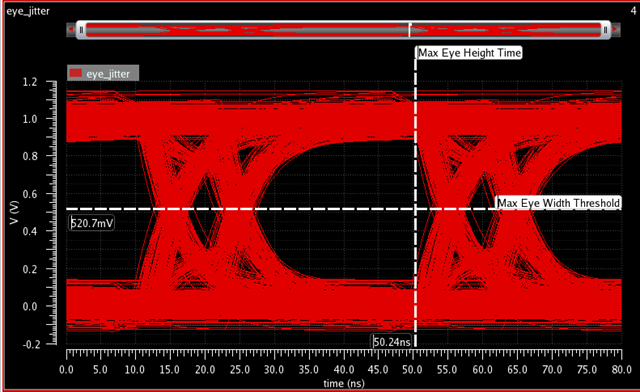 eye_jitter
4
Max Eye Height Time
eye_jitter
1.2
1.0
0.8
0.6
0.4
0.2
0.0
-0.2
V (V)
Max Eye Width Threshold
520.7mV
50.24ns
0.0 5.0 10.0 15.0 20.0 25.0 30.0 35.0 40.0 45.0 50.0 55.0 60.0 65.0 70.0 75.0 80.0
time (ns)